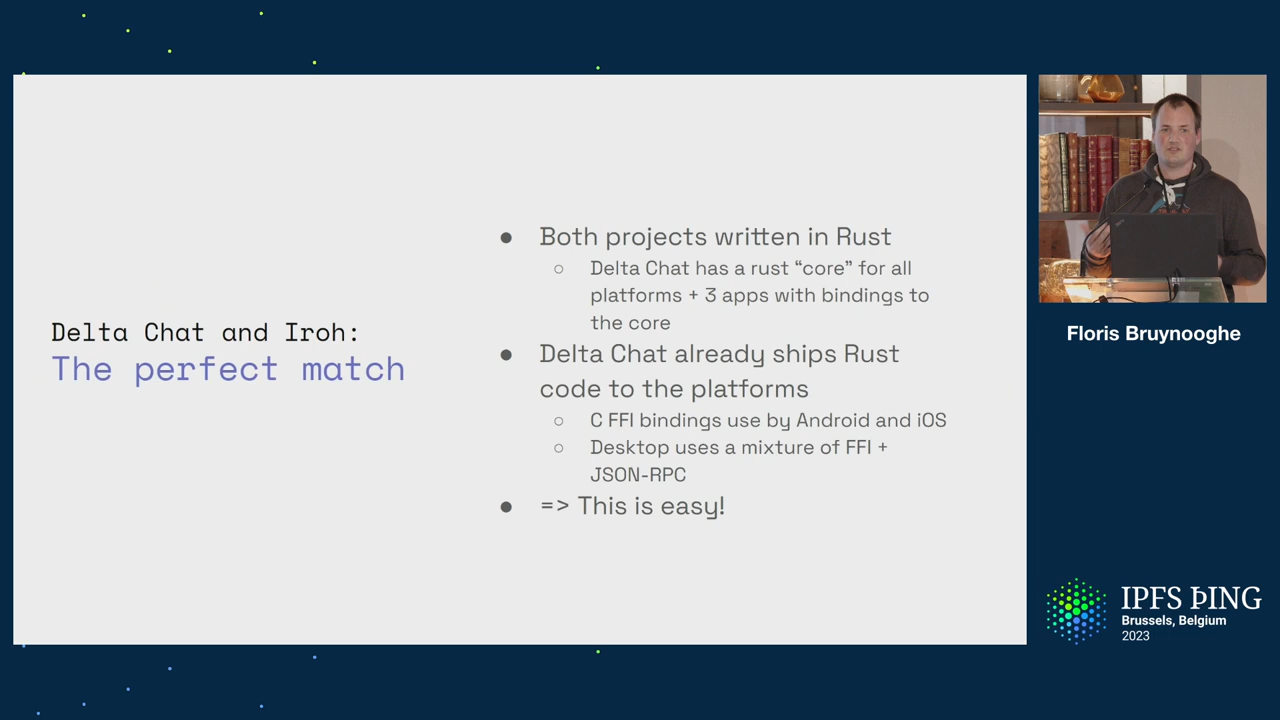 Delta Chat and Iroh:
The perfect match
● Both projects written in Rust
○ Delta Chat has a rust “core” for all
platforms + 3 apps with bindings to
the core
● Delta Chat already ships Rust
code to the platforms
○ C FFI bindings use by Android and iOS
○ Desktop uses a mixture of FFI +
JSON-RPC
● => This is easy!
Floris Bruynooghe
IPFS ÞING
Brussels, Belgium
2023